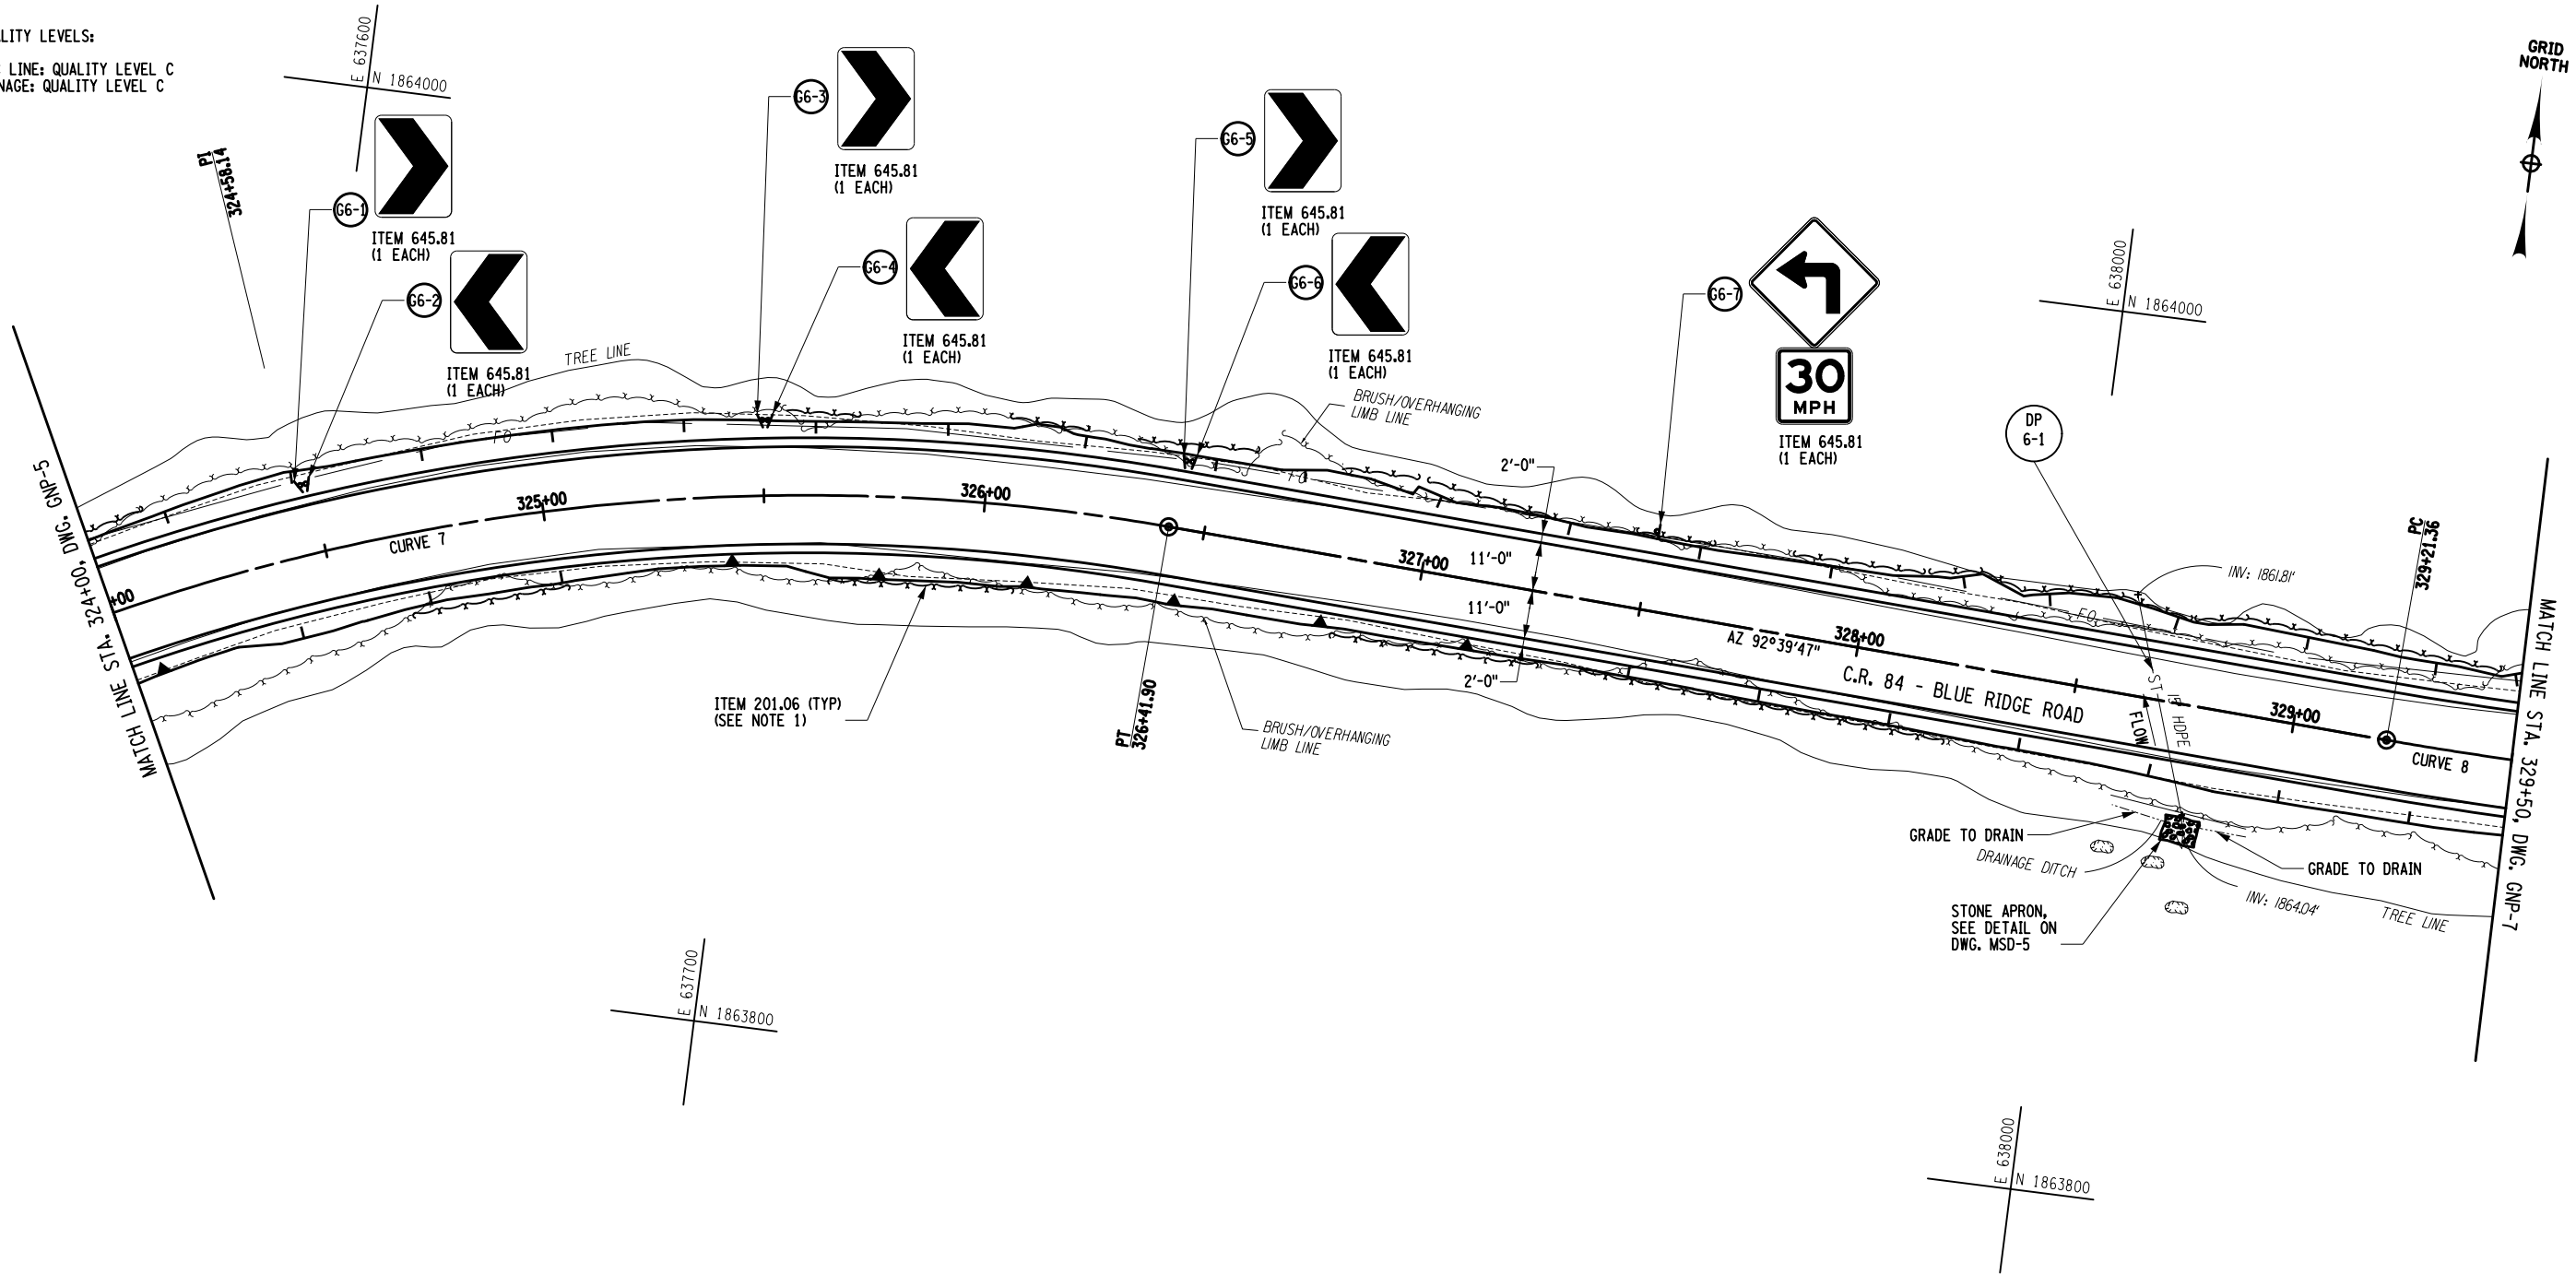 LITY LEVELS:
LINE: QUALITY LEVEL C
NAGE: QUALITY LEVEL C
E 637600
N 1864000
PI
324+58.14
G6-1
ITEM 645.81
(1 EACH)
G6-2
ITEM 645.81
(1 EACH)
G6-3
ITEM 645.81
(1 EACH)
G6-4
ITEM 645.81
(1 EACH)
G6-5
ITEM 645.81
(1 EACH)
G6-6
ITEM 645.81
(1 EACH)
G6-7
30
MPH
ITEM 645.81
(1 EACH)
GRID
NORTH
E 638000
N 1864000
DP
6-1
TREE LINE
BRUSH/OVERHANGING
LIMB LINE
FO
FO
FO
MATCH LINE STA. 324+00, DWG. GNP-5
+00
CURVE 7
325+00
326+00
327+00
328+00
329+00
2'-0"
11'-0"
11'-0"
2'-0"
AZ 92°39'47"
C.R. 84 - BLUE RIDGE ROAD
PT
326+41.90
PC
329+21.36
CURVE 8
INV: 1861.81'
ST
15" HDPE
FLOW
ITEM 201.06 (TYP)
(SEE NOTE 1)
BRUSH/OVERHANGING
LIMB LINE
GRADE TO DRAIN
DRAINAGE DITCH
GRADE TO DRAIN
STONE APRON,
SEE DETAIL ON
DWG. MSD-5
INV: 1864.04'
TREE LINE
MATCH LINE STA. 329+50, DWG. GNP-7
E 637700
N 1863800
E 638000
N 1863800